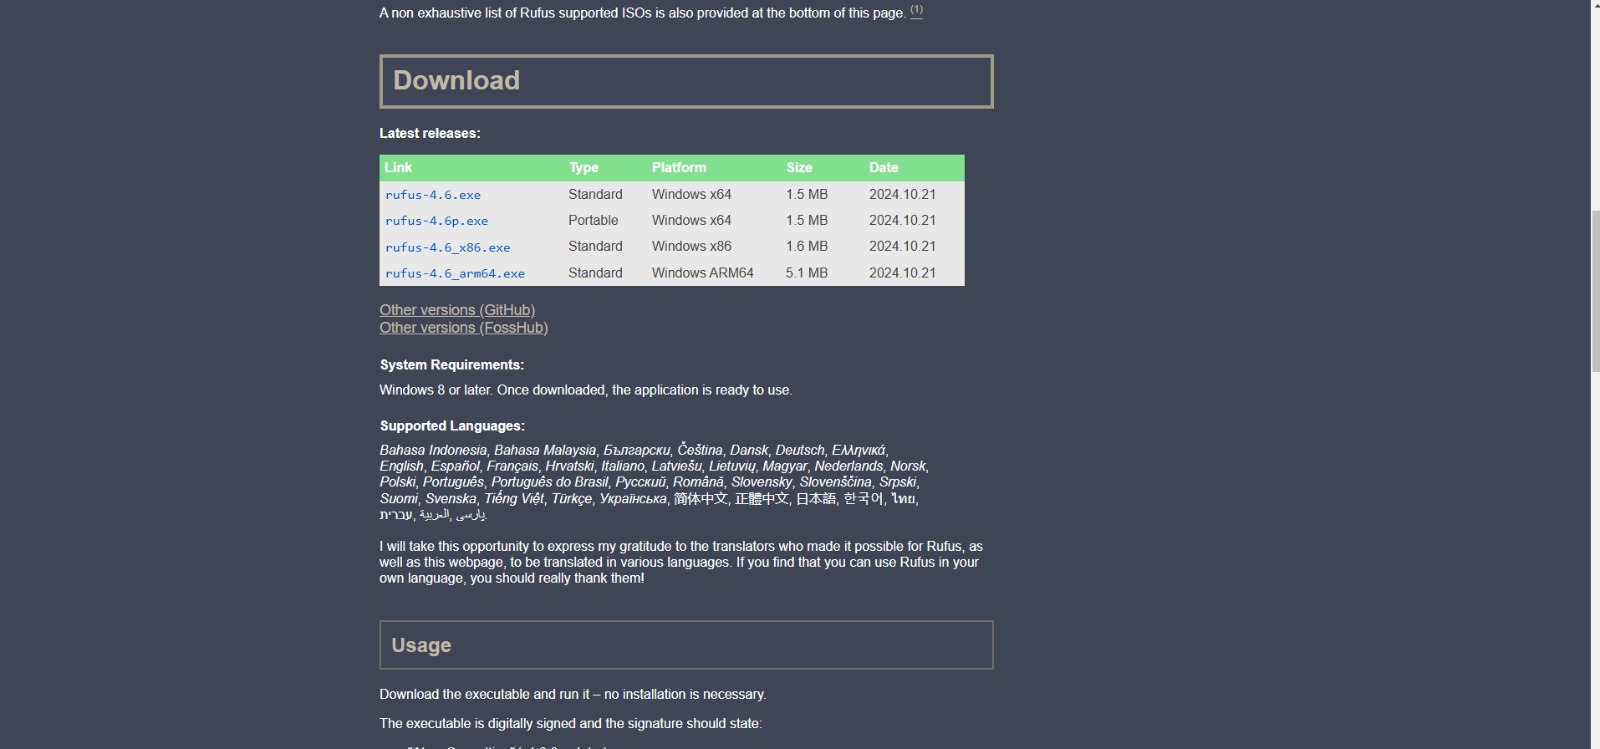 A non exhaustive list of Rufus supported ISOs is also provided at the bottom of this page. (1)
Download
Latest releases:
Link Type Platform Size Date
rufus-4.6.exe Standard Windows x64 1.5 MB 2024.10.21
rufus-4.6p.exe Portable Windows x64 1.5 MB 2024.10.21
rufus-4.6_x86.exe Standard Windows x86 1.6 MB 2024.10.21
rufus-4.6_arm64.exe Standard Windows ARM64 5.1 MB 2024.10.21
Other versions (GitHub)
Other versions (FossHub)
System Requirements:
Windows 8 or later. Once downloaded, the application is ready to use.
Supported Languages:
Bahasa Indonesia, Bahasa Malaysia, Български, Čeština, Dansk, Deutsch, Ελληνικά,
English, Español, Français, Hrvatski, Italiano, Latviešu, Lietuvių, Magyar, Nederlands, Norsk,
Polski, Português, Português do Brasil, Русский, Română, Slovensky, Slovenščina, Srpski,
Suomi, Svenska, Tiếng Việt, Türkçe, Українська, 简体中文, 正體中文, 日本語, 한국어, ไทย,
עברית, العربية, پارسی.
I will take this opportunity to express my gratitude to the translators who made it possible for Rufus, as
well as this webpage, to be translated in various languages. If you find that you can use Rufus in your
own language, you should really thank them!
Usage
Download the executable and run it – no installation is necessary.
The executable is digitally signed and the signature should state: